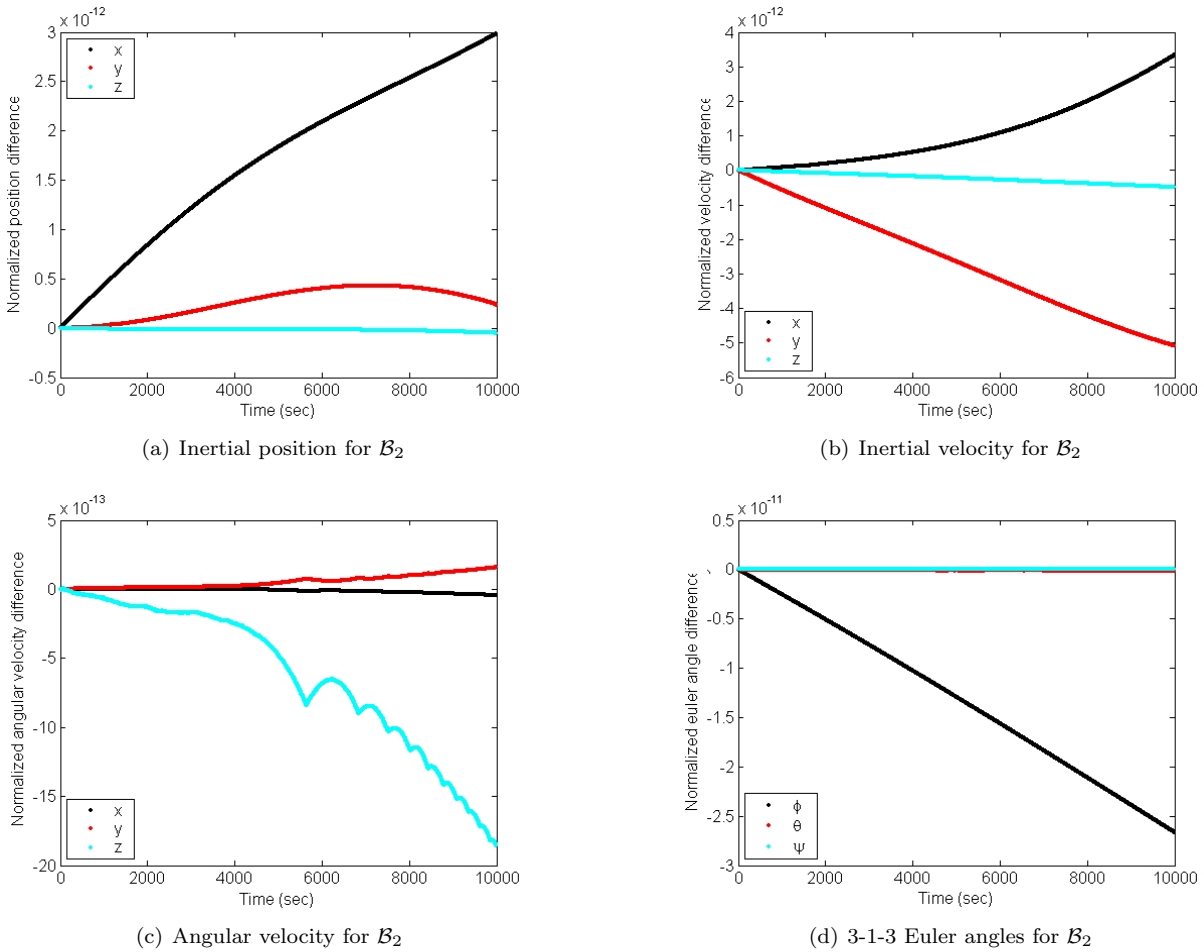 x 10^-12
3
2.5
2
1.5
1
0.5
0
-0.5
x
y
z
Normalized position difference
0 2000 4000 6000 8000 10000
Time (sec)
(a) Inertial position for B2
x 10^-12
4
3
2
1
0
-1
-2
-3
-4
-5
-6
x
y
z
Normalized velocity difference
0 2000 4000 6000 8000 10000
Time (sec)
(b) Inertial velocity for B2
x 10^-13
5
0
-5
-10
-15
-20
x
y
z
Normalized angular velocity difference
0 2000 4000 6000 8000 10000
Time (sec)
(c) Angular velocity for B2
x 10^-11
0.5
0
-0.5
-1
-1.5
-2
-2.5
-3
ϕ
θ
ψ
Normalized euler angle difference
0 2000 4000 6000 8000 10000
Time (sec)
(d) 3-1-3 Euler angles for B2